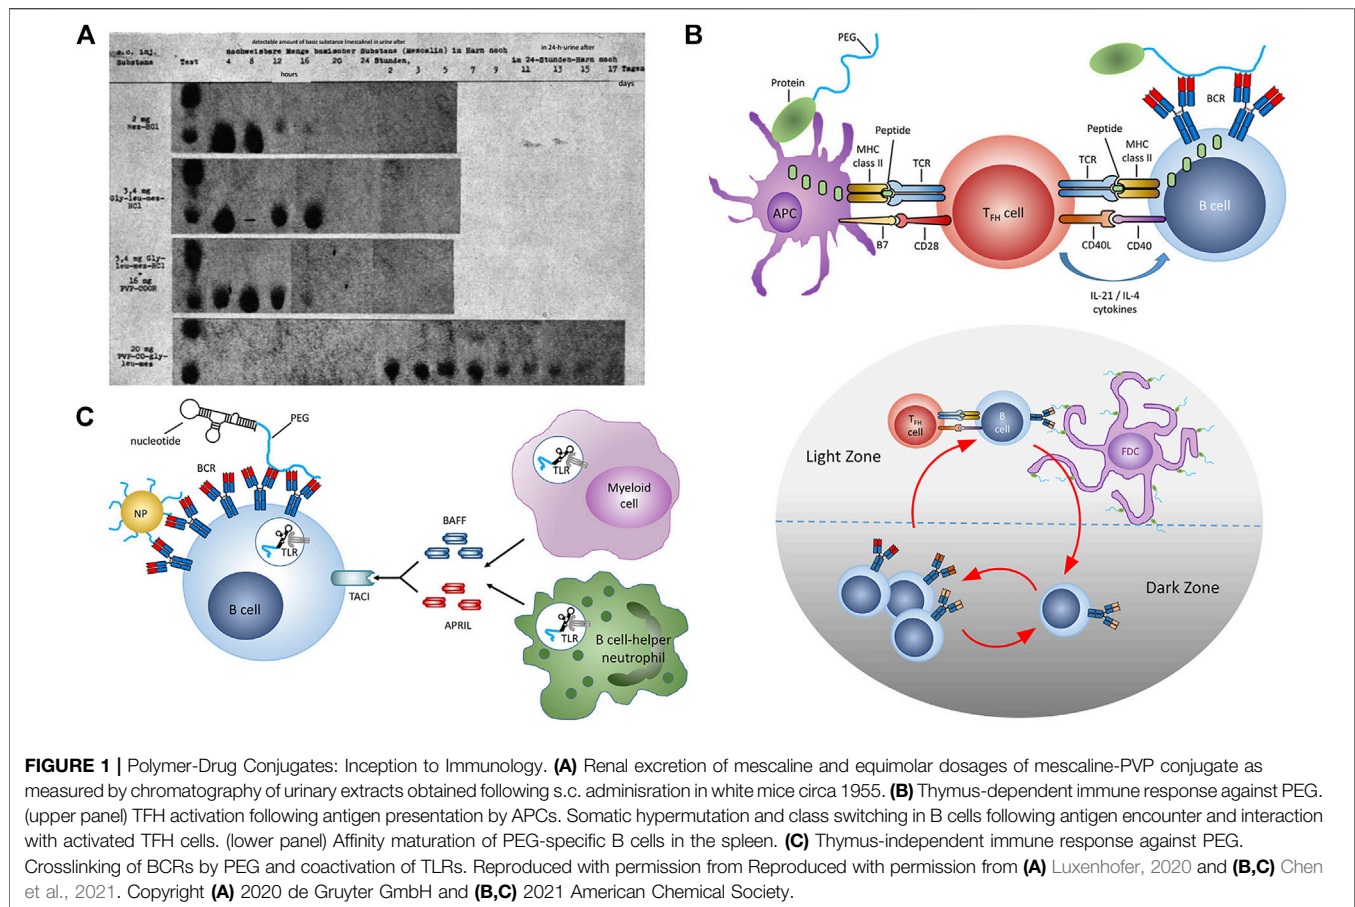 A
detectable amount of basic substance (mescaline) in urine after
in 24-h-urine after
s.c. inj.
Substans
Test
nachweisbare Menge basischer Substanz (Mescalin) in Harn nach
4 8 12 16 20 24 Stunden,
in 24-Stunden-Harn nach
2 3 5 7 9 11 13 15 17 Tagen
hours
days
2 mg
Mes-HCl
3,4 mg
Gly-leu-mes-
HCl
3,4 mg Gly-
leu-mes-HCl
+
16 mg
PVP-COOH
20 mg
PVP-CO-gly-
leu-mes
B
PEG
Protein
Peptide
MHC
class II
TCR
APC
B7
CD28
TFH cell
BCR
Peptide
TCR
MHC
class II
B cell
CD40L
CD40
IL-21 / IL-4
cytokines
TFH
cell
B
cell
FDC
Light Zone
Dark Zone
C
nucleotide
PEG
BCR
NP
TLR
B cell
TACI
BAFF
APRIL
TLR
Myeloid
cell
TLR
B cell-helper
neutrophil
FIGURE 1 | Polymer-Drug Conjugates: Inception to Immunology. (A) Renal excretion of mescaline and equimolar dosages of mescaline-PVP conjugate as
measured by chromatography of urinary extracts obtained following s.c. adminisration in white mice circa 1955. (B) Thymus-dependent immune response against PEG.
(upper panel) TFH activation following antigen presentation by APCs. Somatic hypermutation and class switching in B cells following antigen encounter and interaction
with activated TFH cells. (lower panel) Affinity maturation of PEG-specific B cells in the spleen. (C) Thymus-independent immune response against PEG.
Crosslinking of BCRs by PEG and coactivation of TLRs. Reproduced with permission from Reproduced with permission from (A) Luxenhofer, 2020 and (B,C) Chen
et al., 2021. Copyright (A) 2020 de Gruyter GmbH and (B,C) 2021 American Chemical Society.